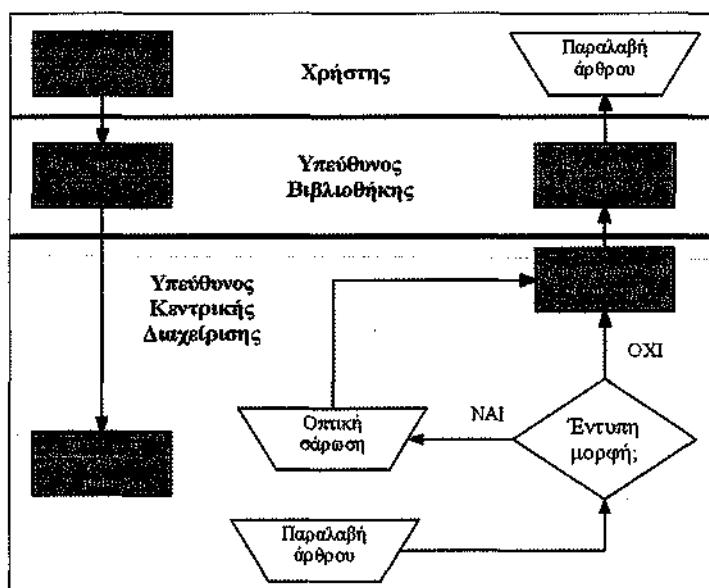 Χρήστης
Παραλαβή
άρθρου
Υπεύθυνος
Βιβλιοθήκης
Υπεύθυνος
Κεντρικής
Διαχείρισης
ΟΧΙ
ΝΑΙ
Οπτική
σάρωση
Έντυπη
μορφή;
Παραλαβή
άρθρου